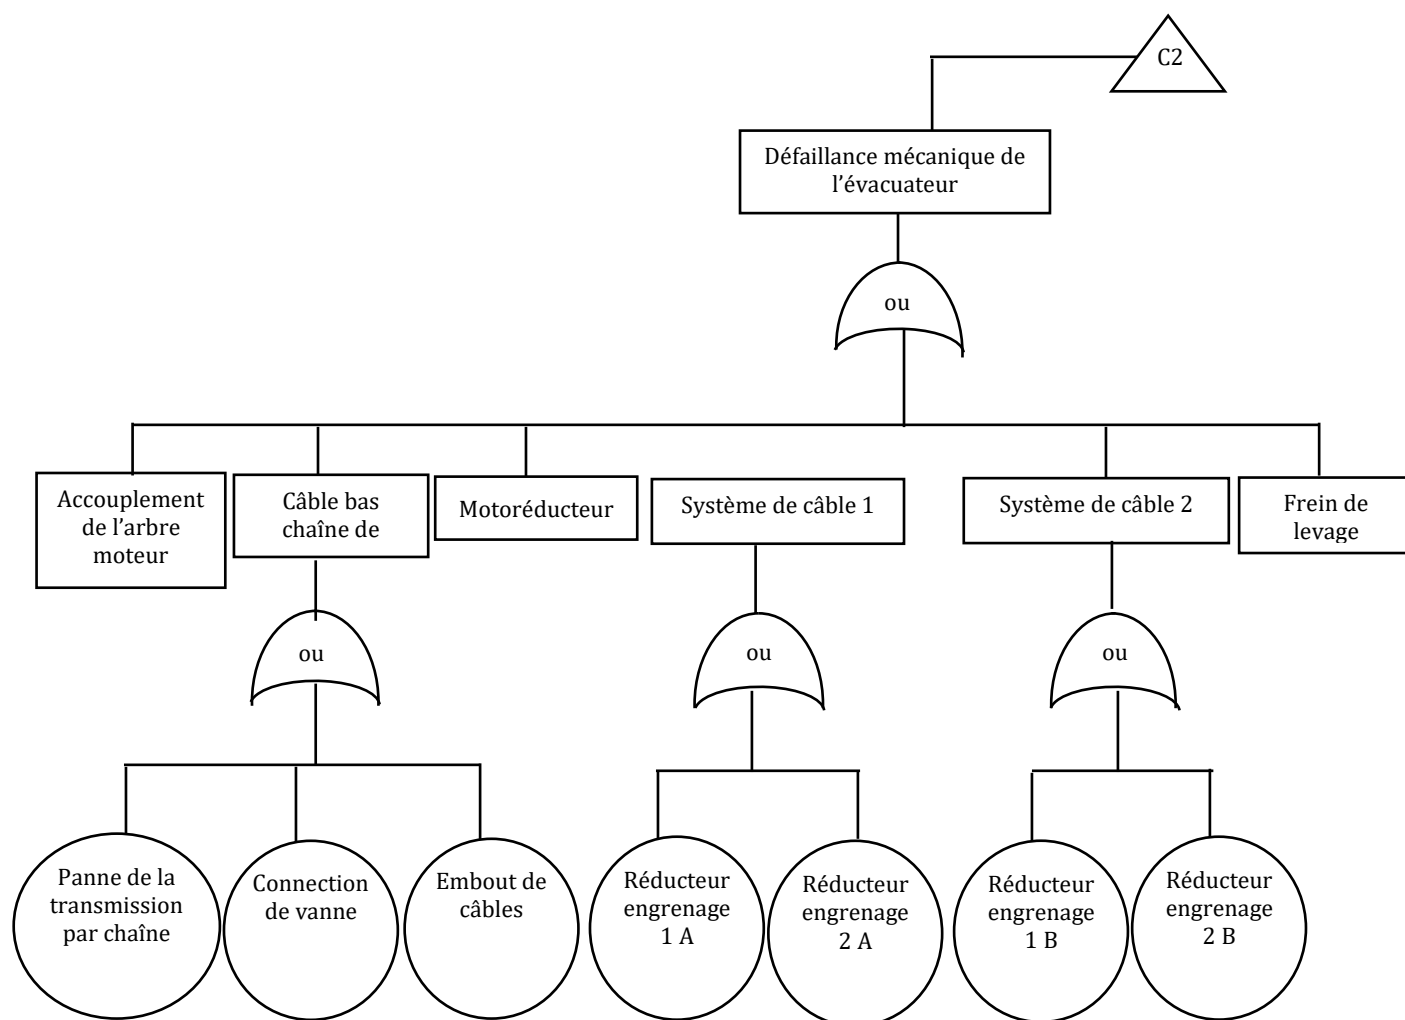 C2
Défaillance mécanique de
l’évacuateur
ou
Accouplement
de l’arbre
moteur
Câble bas
chaîne de
Motoréducteur
Système de câble 1
Système de câble 2
Frein de
levage
ou
ou
ou
Panne de la
transmission
par chaîne
Connection
de vanne
Embout de
câbles
Réducteur
engrenage
1 A
Réducteur
engrenage
2 A
Réducteur
engrenage
1 B
Réducteur
engrenage
2 B